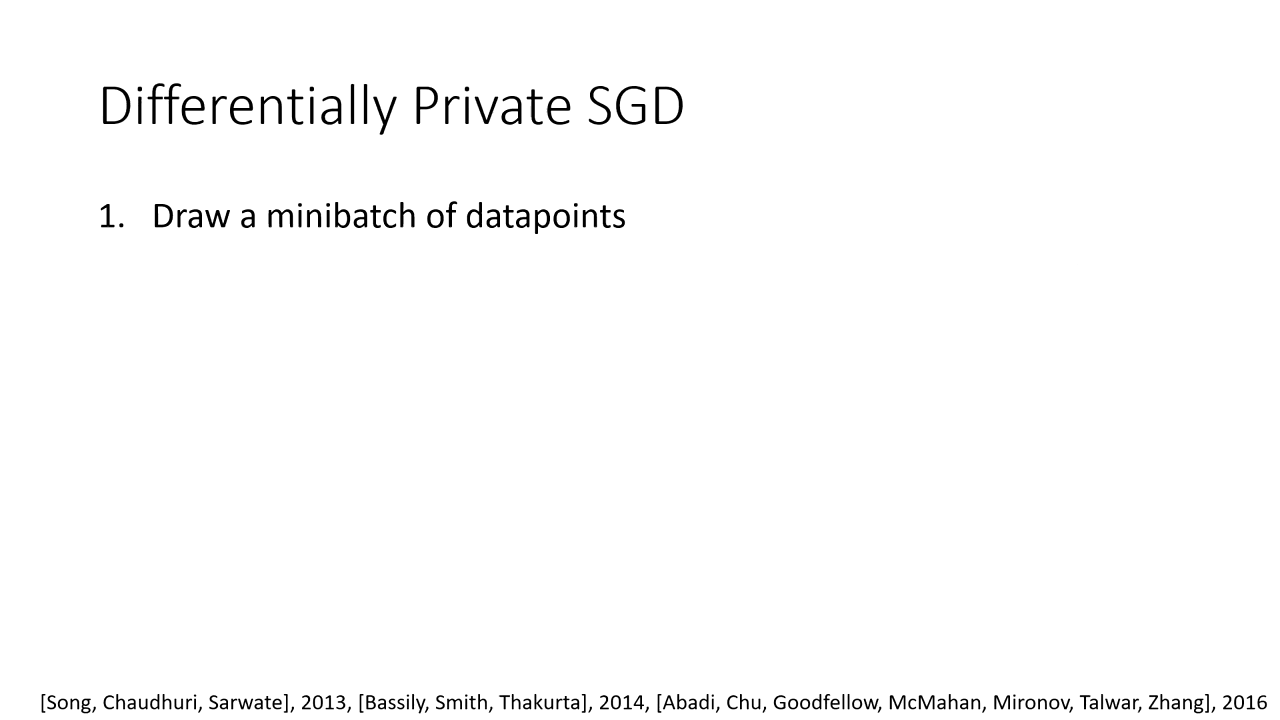 Differentially Private SGD
1. Draw a minibatch of datapoints
[Song, Chaudhuri, Sarwate], 2013, [Bassily, Smith, Thakurta], 2014, [Abadi, Chu, Goodfellow, McMahan, Mironov, Talwar, Zhang], 2016